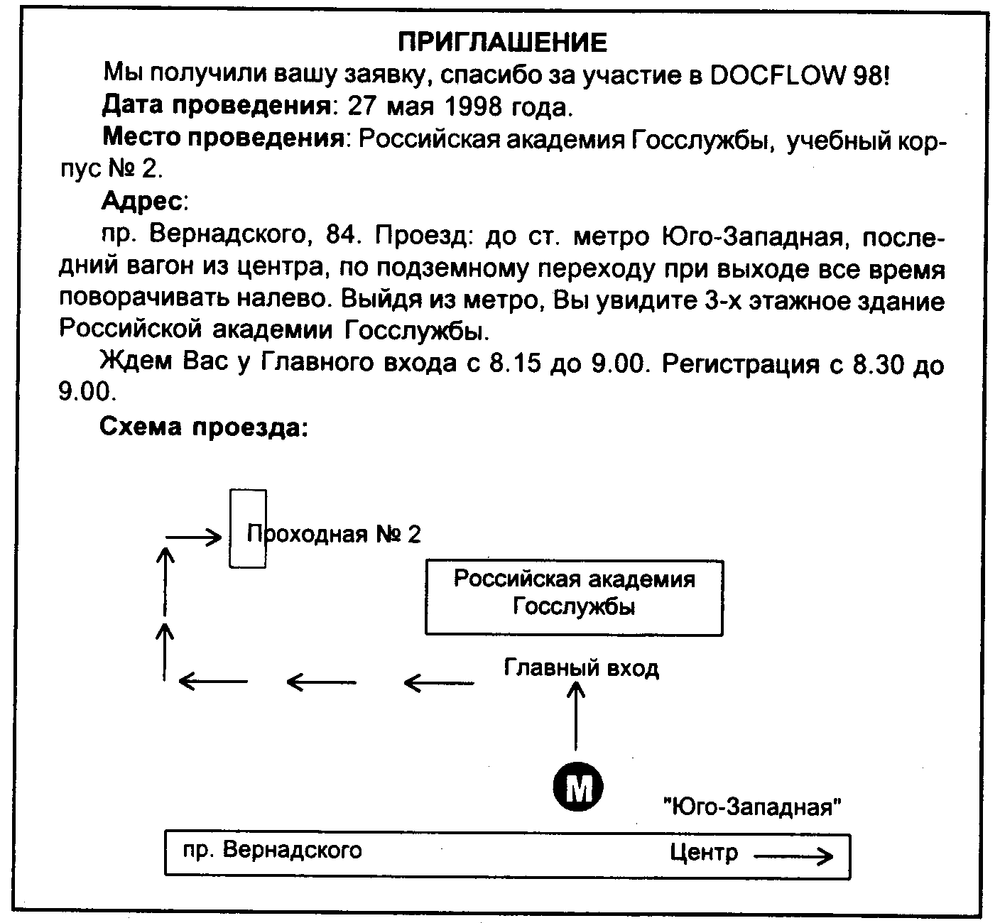 ПРИГЛАШЕНИЕ
Мы получили вашу заявку, спасибо за участие в DOCFLOW 98!
Дата проведения: 27 мая 1998 года.
Место проведения: Российская академия Госслужбы, учебный кор-
пус № 2.
Адрес:
пр. Вернадского, 84. Проезд: до ст. метро Юго-Западная, после-
дний вагон из центра, по подземному переходу при выходе все время
поворачивать налево. Выйдя из метро, Вы увидите 3-х этажное здание
Российской академии Госслужбы.
Ждем Вас у Главного входа с 8.15 до 9.00. Регистрация с 8.30 до
9.00.
Схема проезда:
Проходная № 2
Российская академия
Госслужбы
Главный вход
М
"Юго-Западная"
пр. Вернадского
Центр